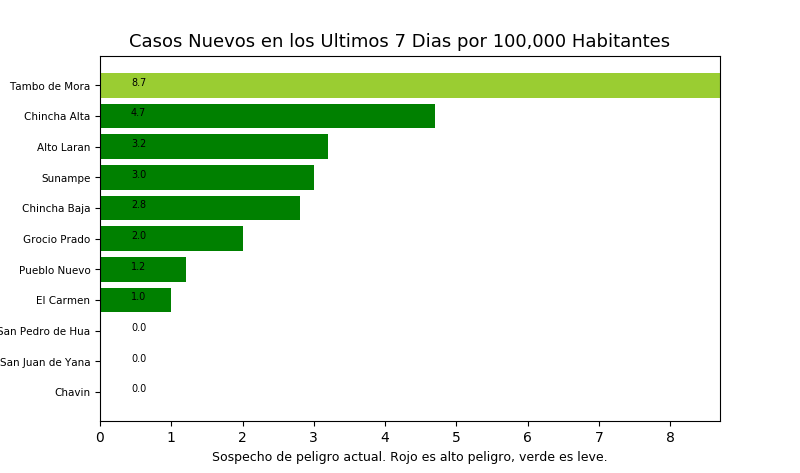 Casos Nuevos en los Ultimos 7 Dias por 100,000 Habitantes
Tambo de Mora 8.7
Chincha Alta 4.7
Alto Laran 3.2
Sunampe 3.0
Chincha Baja 2.8
Grocio Prado 2.0
Pueblo Nuevo 1.2
El Carmen 1.0
San Pedro de Hua 0.0
San Juan de Yana 0.0
Chavin 0.0
0 1 2 3 4 5 6 7 8
Sospecho de peligro actual. Rojo es alto peligro, verde es leve.